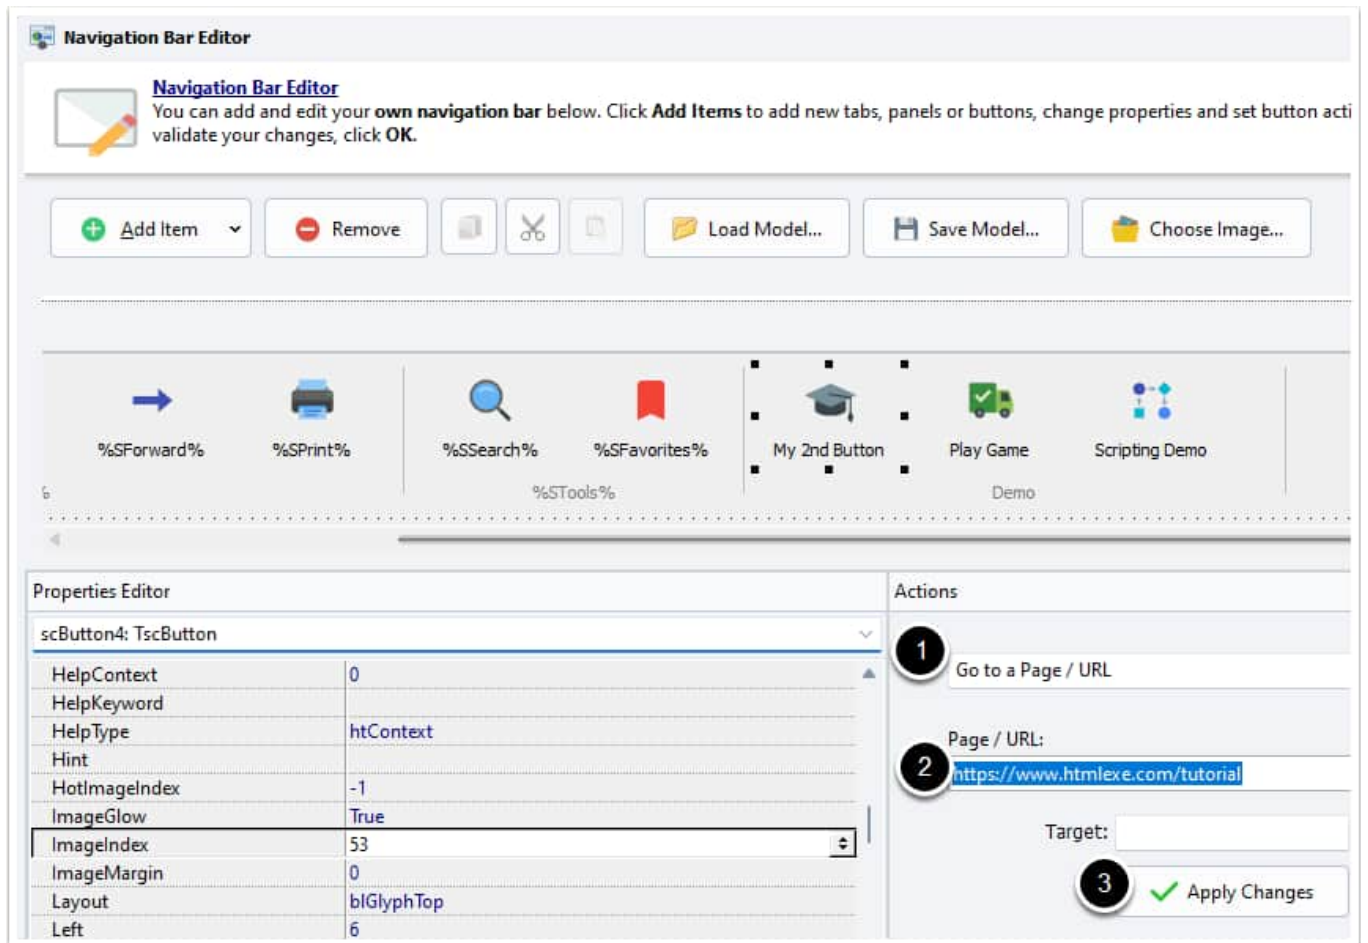 Navigation Bar Editor
Navigation Bar Editor
You can add and edit your own navigation bar below. Click Add Items to add new tabs, panels or buttons, change properties and set button acti
validate your changes, click OK.
Add Item Remove Load Model... Save Model... Choose Image...
%SForward% %SPrint% %SSearch% %SFavorites% My 2nd Button Play Game Scripting Demo
% %STools% Demo
Properties Editor
scButton4: TscButton
HelpContext 0
HelpKeyword
HelpType htContext
Hint
HotImageIndex -1
ImageGlow True
ImageIndex 53
ImageMargin 0
Layout blGlyphTop
Left 6
Actions
1
Go to a Page / URL
Page / URL:
2 https://www.htmlexe.com/tutorial
Target:
3 Apply Changes